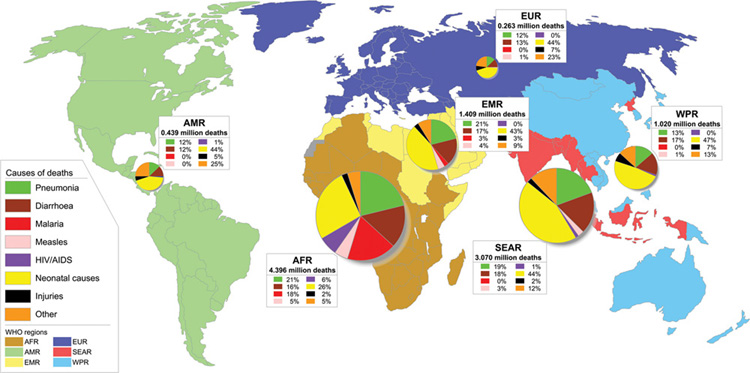 EUR
0.263 million deaths
12% 0%
13% 44%
0% 7%
1% 23%
EMR
1.409 million deaths
21% 0%
17% 43%
3% 3%
4% 9%
WPR
1.020 million deaths
13% 0%
17% 47%
0% 7%
1% 13%
AMR
0.439 million deaths
12% 1%
12% 44%
0% 5%
0% 25%
Causes of deaths
Pneumonia
Diarrhoea
Malaria
Measles
HIV/AIDS
Neonatal causes
Injuries
Other
WHO regions
AFR EUR
AMR SEAR
EMR WPR
AFR
4.396 million deaths
21% 6%
16% 26%
18% 2%
5% 5%
SEAR
3.070 million deaths
19% 1%
18% 44%
0% 2%
3% 12%